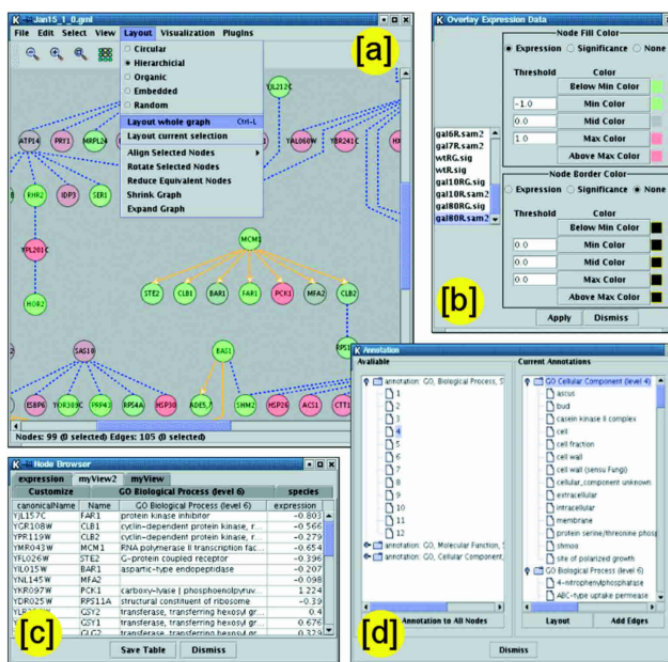 Jan15_1_6.gml
File Edit Select View Layout Visualization PlugIns
[a]
Circular
Hierarchicial
Organic
Embedded
Random
Layout whole graph Ctrl-L
Layout current selection
Align Selected Nodes
Rotate Selected Nodes
Reduce Equivalent Nodes
Shrink Graph
Expand Graph
YJL212C
ATP14 PRY1 MRPL24 YAL060W YBR241C
RHR2 IDP3 SER1
YPL201C
HOR2
MCM1
STE2 CLB1 BAR1 FAR1 PCK1 MFA2 CLB2
SAS10 BAS1
YOR309C PRP43 RPS4A HSP30 ADE5,7 SHM2 HSP26 ACS1 CTT1
Nodes: 99 (0 selected) Edges: 105 (0 selected)
Overlay Expression Data
Node Fill Color
Expression Significance None
Threshold Color
Below Min Color
-1.0 Min Color
0.0 Mid Color
1.0 Max Color
Above Max Color
gal6R.sam2
gal7R.sam2
wtRG.sig
wtR.sig
gal10RG.sig
gal10R.sam2
gal80RG.sig
gal80R.sam2
Node Border Color
Expression Significance None
Threshold Color
Below Min Color
0.0 Min Color
0.0 Mid Color
0.0 Max Color
Above Max Color
[b]
Apply Dismiss
Node Browser
expression myView2 myView
Customize GO Biological Process (level 6) species
canonicalName Name GO Biological Process (level 6) expression
YJL157C FAR1 protein kinase inhibitor -0.803
YGR108W CLB1 cyclin-dependent protein kinase, r... -0.566
YPR119W CLB2 cyclin-dependent protein kinase, r... -0.279
YMR043W MCM1 RNA polymerase II transcription fac... -0.654
YFL026W STE2 G-protein coupled receptor -0.396
YIL015W BAR1 aspartic-type endopeptidase -0.207
YNL145W MFA2 -0.098
YKR097W PCK1 carboxy-lyase | phosphoenolpyruv... 1.224
YDR025W RPS11A structural constituent of ribosome -0.39
GSY2 transferase, transferring hexosyl gr... 0.4
GSY1 transferase, transferring hexosyl gr... 0.676
GLG2 transferase, transferring hexosyl gr... 0.329
[c]
Save Table Dismiss
Annotation
Available
annotation: GO, Biological Process, S
1
2
3
4
5
6
7
8
9
10
11
12
annotation: GO, Molecular Function, S
annotation: GO, Cellular Component,
Annotation to All Nodes
Current Annotations
GO Cellular Component (level 4)
ascus
bud
casein kinase II complex
cell
cell fraction
cell wall
cell wall (sensu Fungi)
cellular_component unknown
extracellular
intracellular
membrane
protein serine/threonine phosp
shmoo
site of polarized growth
GO Biological Process (level 6)
4-nitrophenylphosphatase
ABC-type uptake permease
[d]
Layout Add Edges
Dismiss